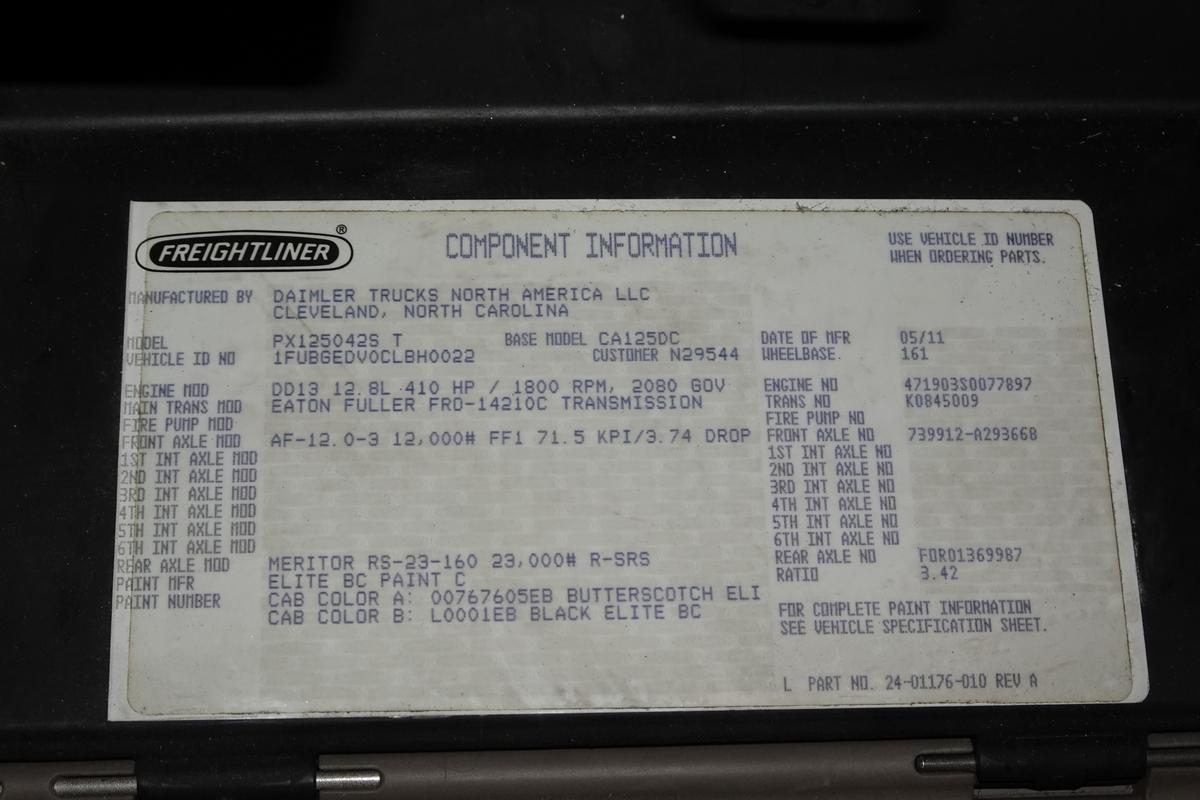 FREIGHTLINER ®
COMPONENT INFORMATION
USE VEHICLE ID NUMBER
WHEN ORDERING PARTS.
MANUFACTURED BY DAIMLER TRUCKS NORTH AMERICA LLC
CLEVELAND, NORTH CAROLINA
MODEL PX125042S T BASE MODEL CA125DC DATE OF MFR 05/11
VEHICLE ID NO 1FUBGEDV0CLBH0022 CUSTOMER N29544 WHEELBASE. 161
ENGINE MOD DD13 12.8L 410 HP / 1800 RPM, 2080 GOV ENGINE NO 471903S0077897
MAIN TRANS MOD EATON FULLER FRO-14210C TRANSMISSION TRANS NO K0845009
FIRE PUMP MOD FIRE PUMP NO
FRONT AXLE MOD AF-12.0-3 12,000# FF1 71.5 KPI/3.74 DROP FRONT AXLE NO 739912-A293668
1ST INT AXLE MOD 1ST INT AXLE NO
2ND INT AXLE MOD 2ND INT AXLE NO
3RD INT AXLE MOD 3RD INT AXLE NO
4TH INT AXLE MOD 4TH INT AXLE NO
5TH INT AXLE MOD 5TH INT AXLE NO
6TH INT AXLE MOD 6TH INT AXLE NO
REAR AXLE MOD MERITOR RS-23-160 23,000# R-SRS REAR AXLE NO FOR01369987
PAINT MFR ELITE BC PAINT C RATIO 3.42
PAINT NUMBER CAB COLOR A: 00767605EB BUTTERSCOTCH ELI
CAB COLOR B: L0001EB BLACK ELITE BC
FOR COMPLETE PAINT INFORMATION
SEE VEHICLE SPECIFICATION SHEET.
L PART NO. 24-01176-010 REV A